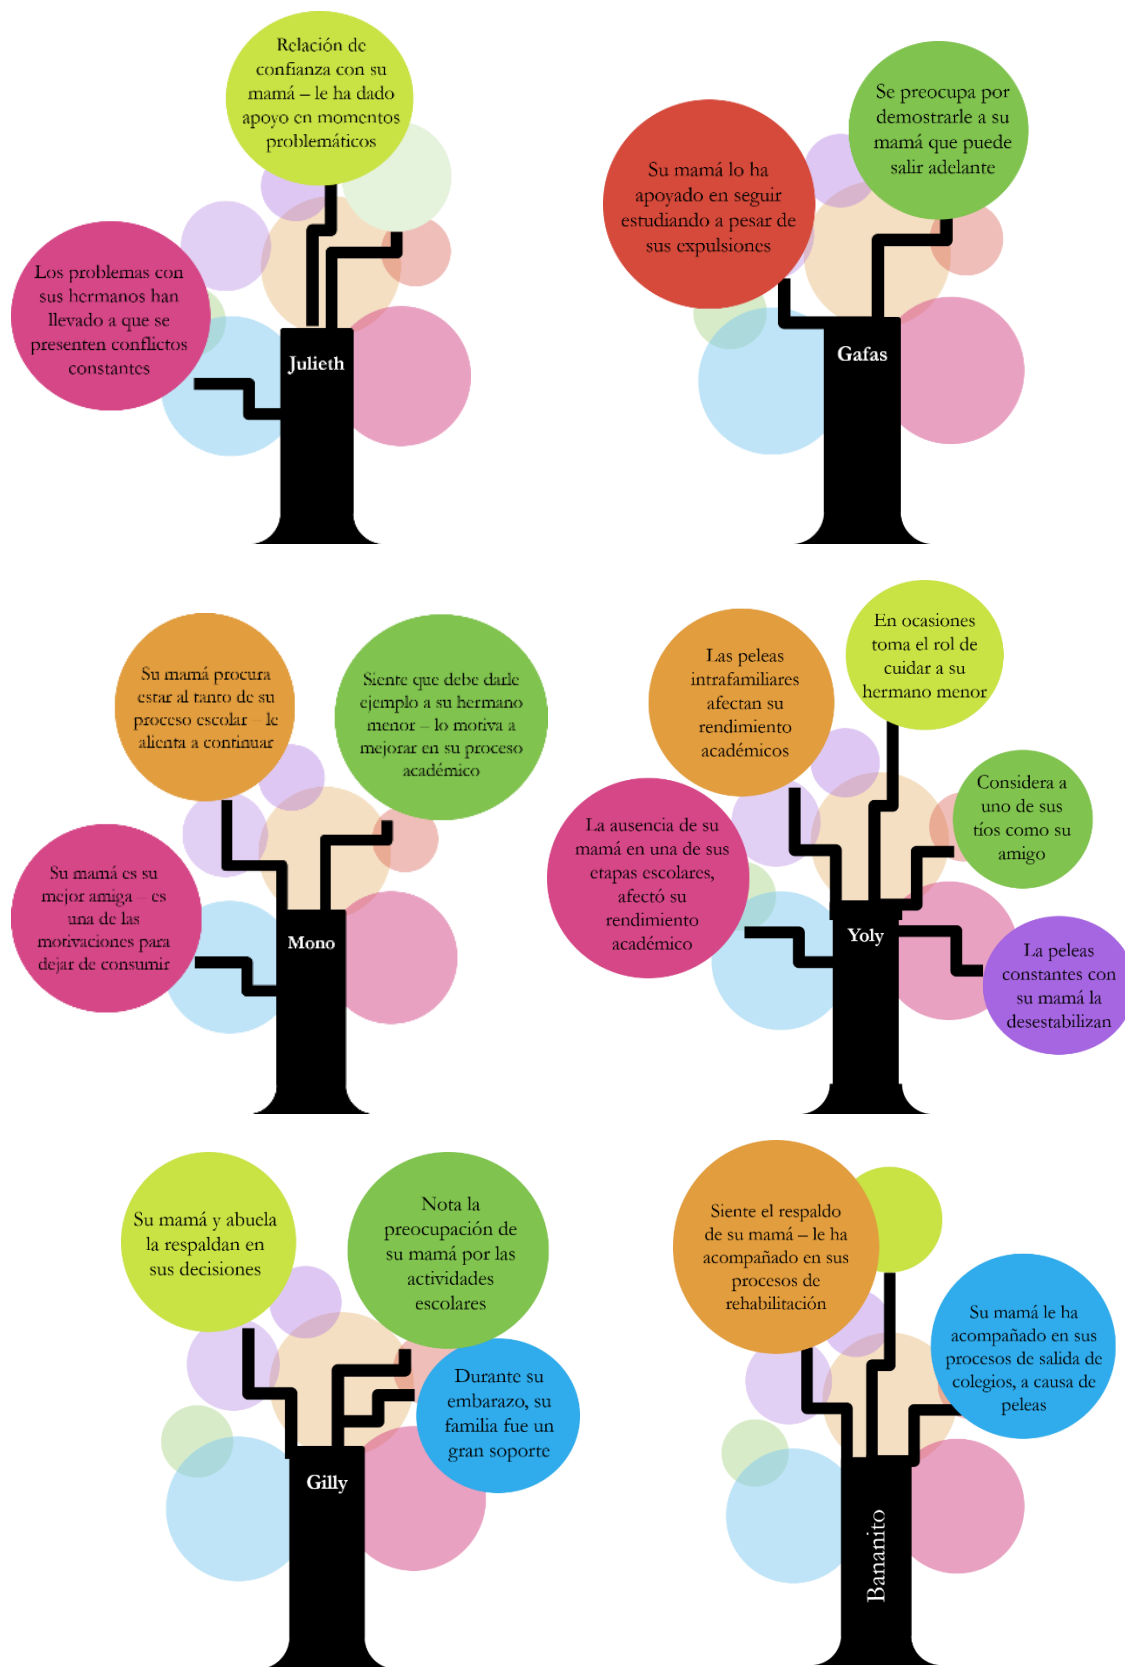 Relación de
confianza con su
mamá – le ha dado
apoyo en momentos
problemáticos
Los problemas con
sus hermanos han
llevado a que se
presenten conflictos
constantes
Julieth
Se preocupa por
demostrarle a su
mamá que puede
salir adelante
Su mamá lo ha
apoyado en seguir
estudiando a pesar de
sus expulsiones
Gafas
Su mamá procura
estar al tanto de su
proceso escolar – le
alienta a continuar
Siente que debe darle
ejemplo a su hermano
menor – lo motiva a
mejorar en su proceso
académico
Su mamá es su
mejor amiga – es
una de las
motivaciones para
dejar de consumir
Mono
En ocasiones
toma el rol de
cuidar a su
hermano menor
Las peleas
intrafamiliares
afectan su
rendimiento
académicos
Considera a
uno de sus
tíos como su
amigo
La ausencia de su
mamá en una de sus
etapas escolares,
afectó su
rendimiento
académico
La peleas
constantes con
su mamá la
desestabilizan
Yoly
Su mamá y abuela
la respaldan en
sus decisiones
Nota la
preocupación de
su mamá por las
actividades
escolares
Durante su
embarazo, su
familia fue un
gran soporte
Gilly
Siente el respaldo
de su mamá – le ha
acompañado en sus
procesos de
rehabilitación
Su mamá le ha
acompañado en sus
procesos de salida de
colegios, a causa de
peleas
Bananito